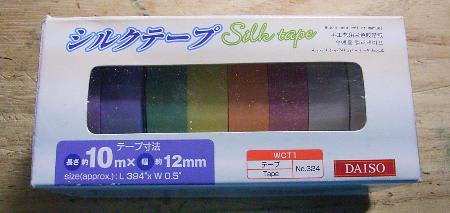 シルクテープ Silk tape
テープ寸法
長さ 約10m× 幅 約12mm
size(approx.) : L 394"x W 0.5"
WCT1
テープ
Tape
No.334
DAISO